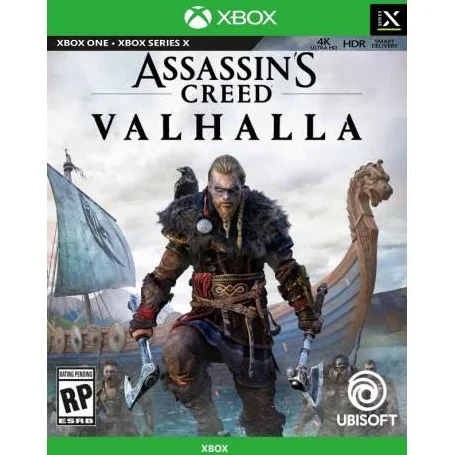 XBOX
SERIES X
XBOX ONE • XBOX SERIES X
4K
ULTRA HD
HDR
SMART
DELIVERY
ASSASSIN'S
CREED
VALHALLA
RATING PENDING
RP
ESRB
UBISOFT
XBOX